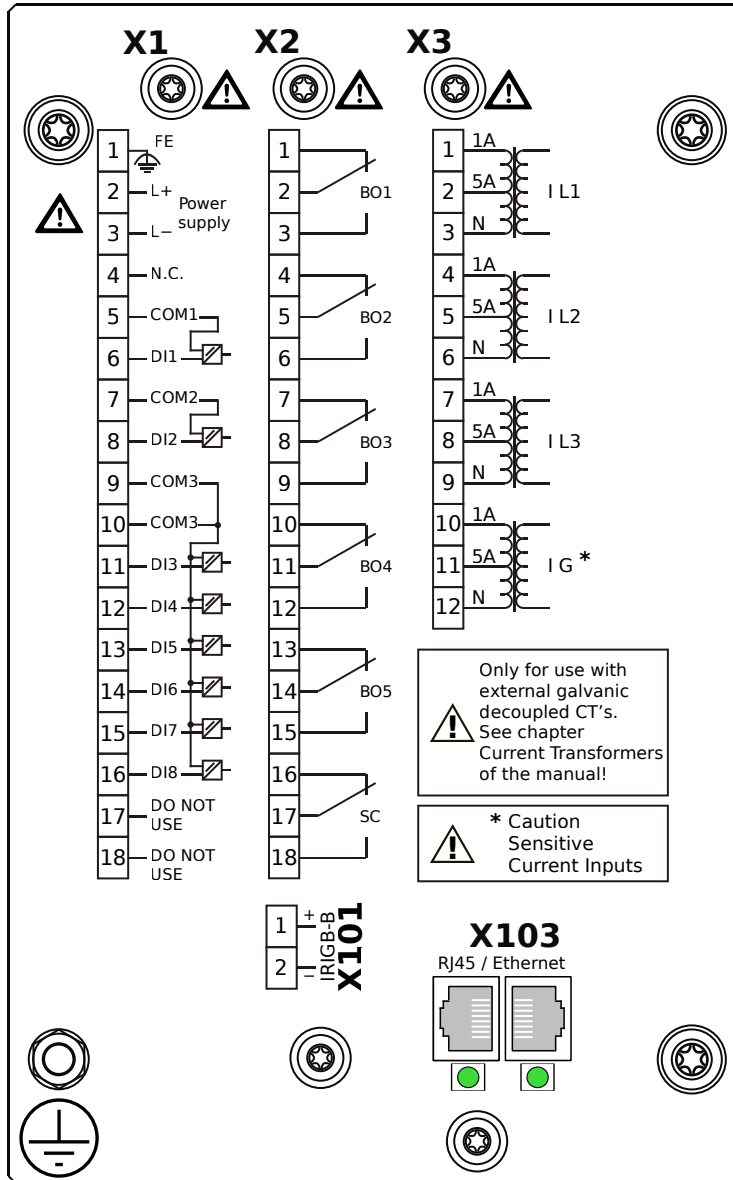 X1 X2 X3
1 FE
2 L+
Power
supply
3 L−
4 N.C.
5 COM1
6 DI1
7 COM2
8 DI2
9 COM3
10 COM3
11 DI3
12 DI4
13 DI5
14 DI6
15 DI7
16 DI8
17 DO NOT
USE
18 DO NOT
USE
1
2 BO1
3
4
5 BO2
6
7
8 BO3
9
10
11 BO4
12
13
14 BO5
15
16
17 SC
18
1 1A
2 5A I L1
3 N
4 1A
5 5A I L2
6 N
7 1A
8 5A I L3
9 N
10 1A
11 5A I G *
12 N
Only for use with
external galvanic
decoupled CT's.
See chapter
Current Transformers
of the manual!
* Caution
Sensitive
Current Inputs
1 +
2 −
IRIGB-B
X101
X103
RJ45 / Ethernet